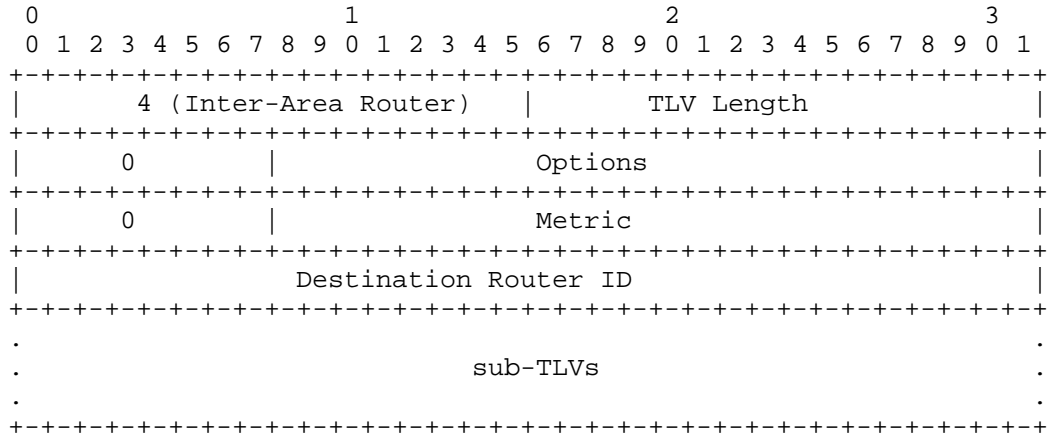 0                   1                   2                   3
 0 1 2 3 4 5 6 7 8 9 0 1 2 3 4 5 6 7 8 9 0 1 2 3 4 5 6 7 8 9 0 1
+-+-+-+-+-+-+-+-+-+-+-+-+-+-+-+-+-+-+-+-+-+-+-+-+-+-+-+-+-+-+-+-+
|       4 (Inter-Area Router)   |       TLV Length              |
+-+-+-+-+-+-+-+-+-+-+-+-+-+-+-+-+-+-+-+-+-+-+-+-+-+-+-+-+-+-+-+-+
|      0        |                Options                        |
+-+-+-+-+-+-+-+-+-+-+-+-+-+-+-+-+-+-+-+-+-+-+-+-+-+-+-+-+-+-+-+-+
|      0        |                Metric                         |
+-+-+-+-+-+-+-+-+-+-+-+-+-+-+-+-+-+-+-+-+-+-+-+-+-+-+-+-+-+-+-+-+
|                 Destination Router ID                         |
+-+-+-+-+-+-+-+-+-+-+-+-+-+-+-+-+-+-+-+-+-+-+-+-+-+-+-+-+-+-+-+-+
.                                                               .
.                            sub-TLVs                           .
.                                                               .
+-+-+-+-+-+-+-+-+-+-+-+-+-+-+-+-+-+-+-+-+-+-+-+-+-+-+-+-+-+-+-+-+